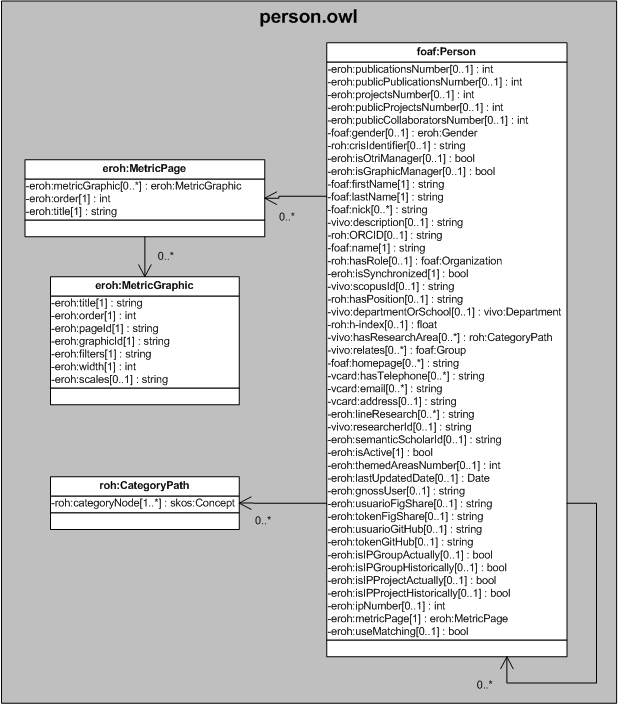 person.owl
foaf:Person
-eroh:publicationsNumber[0..1] : int
-eroh:publicPublicationsNumber[0..1] : int
-eroh:projectsNumber[0..1] : int
-eroh:publicProjectsNumber[0..1] : int
-eroh:publicCollaboratorsNumber[0..1] : int
-foaf:gender[0..1] : eroh:Gender
-roh:crisIdentifier[0..1] : string
-eroh:isOtriManager[0..1] : bool
-eroh:isGraphicManager[0..1] : bool
-foaf:firstName[1] : string
-foaf:lastName[1] : string
-foaf:nick[0..*] : string
-vivo:description[0..1] : string
-roh:ORCID[0..1] : string
-foaf:name[1] : string
-roh:hasRole[0..1] : foaf:Organization
-eroh:isSynchronized[1] : bool
-vivo:scopusId[0..1] : string
-roh:hasPosition[0..1] : string
-vivo:departmentOrSchool[0..1] : vivo:Department
-roh:h-index[0..1] : float
-vivo:hasResearchArea[0..*] : roh:CategoryPath
-vivo:relates[0..*] : foaf:Group
-foaf:homepage[0..*] : string
-vcard:hasTelephone[0..*] : string
-vcard:email[0..*] : string
-vcard:address[0..1] : string
-eroh:lineResearch[0..*] : string
-vivo:researcherId[0..1] : string
-eroh:semanticScholarId[0..1] : string
-eroh:isActive[1] : bool
-eroh:themedAreasNumber[0..1] : int
-eroh:lastUpdatedDate[0..1] : Date
-eroh:gnossUser[0..1] : string
-eroh:usuarioFigShare[0..1] : string
-eroh:tokenFigShare[0..1] : string
-eroh:usuarioGitHub[0..1] : string
-eroh:tokenGitHub[0..1] : string
-eroh:isIPGroupActually[0..1] : bool
-eroh:isIPGroupHistorically[0..1] : bool
-eroh:isIPProjectActually[0..1] : bool
-eroh:isIPProjectHistorically[0..1] : bool
-eroh:ipNumber[0..1] : int
-eroh:metricPage[1] : eroh:MetricPage
-eroh:useMatching[0..1] : bool
eroh:MetricPage
-eroh:metricGraphic[0..*] : eroh:MetricGraphic
-eroh:order[1] : int
-eroh:title[1] : string
0..*
0..*
eroh:MetricGraphic
-eroh:title[1] : string
-eroh:order[1] : int
-eroh:pageId[1] : string
-eroh:graphicId[1] : string
-eroh:filters[1] : string
-eroh:width[1] : int
-eroh:scales[0..1] : string
roh:CategoryPath
-roh:categoryNode[1..*] : skos:Concept
0..*
0..*